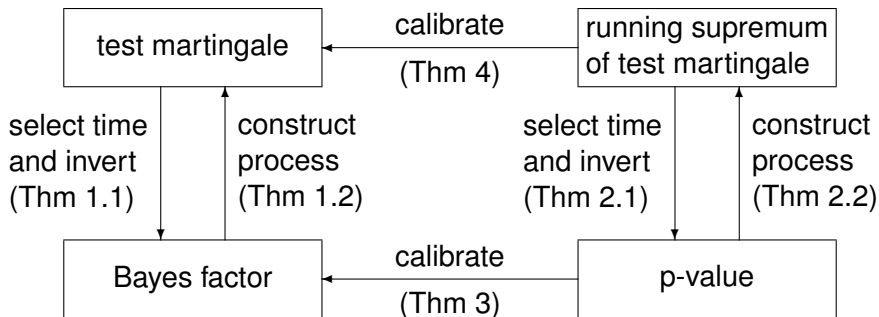 test martingale
calibrate
(Thm 4)
running supremum
of test martingale
select time
and invert
(Thm 1.1)
construct
process
(Thm 1.2)
select time
and invert
(Thm 2.1)
construct
process
(Thm 2.2)
Bayes factor
calibrate
(Thm 3)
p-value